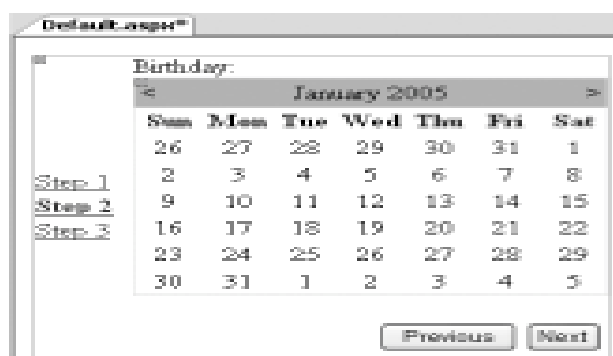 Default.aspx*
Birthday:
< January 2005 >
Sun Mon Tue Wed Thu Fri Sat
26 27 28 29 30 31 1
2 3 4 5 6 7 8
9 10 11 12 13 14 15
16 17 18 19 20 21 22
23 24 25 26 27 28 29
30 31 1 2 3 4 5
Step 1
Step 2
Step 3
Previous Next